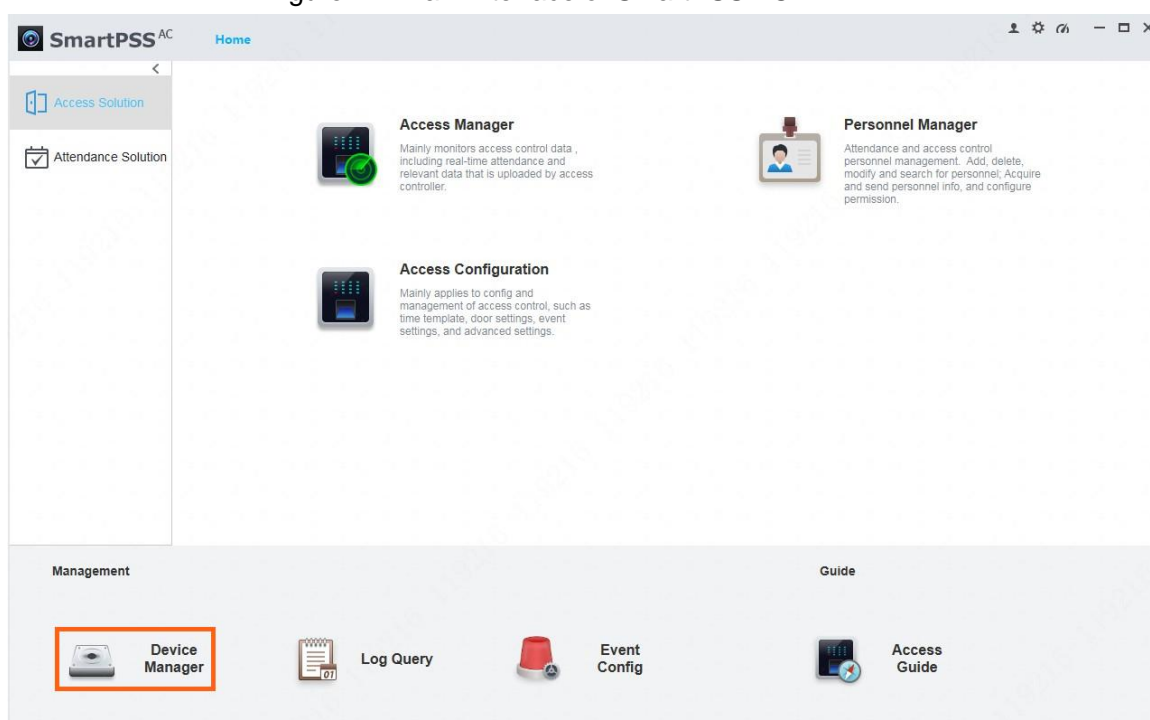 SmartPSS AC
Home
Access Solution
Attendance Solution
Access Manager
Mainly monitors access control data ,
including real-time attendance and
relevant data that is uploaded by access
controller.
Personnel Manager
Attendance and access control
personnel management. Add, delete,
modify and search for personnel; Acquire
and send personnel info, and configure
permission.
Access Configuration
Mainly applies to config and
management of access control, such as
time template, door settings, event
settings, and advanced settings.
Management
Guide
Device
Manager
Log Query
Event
Config
Access
Guide